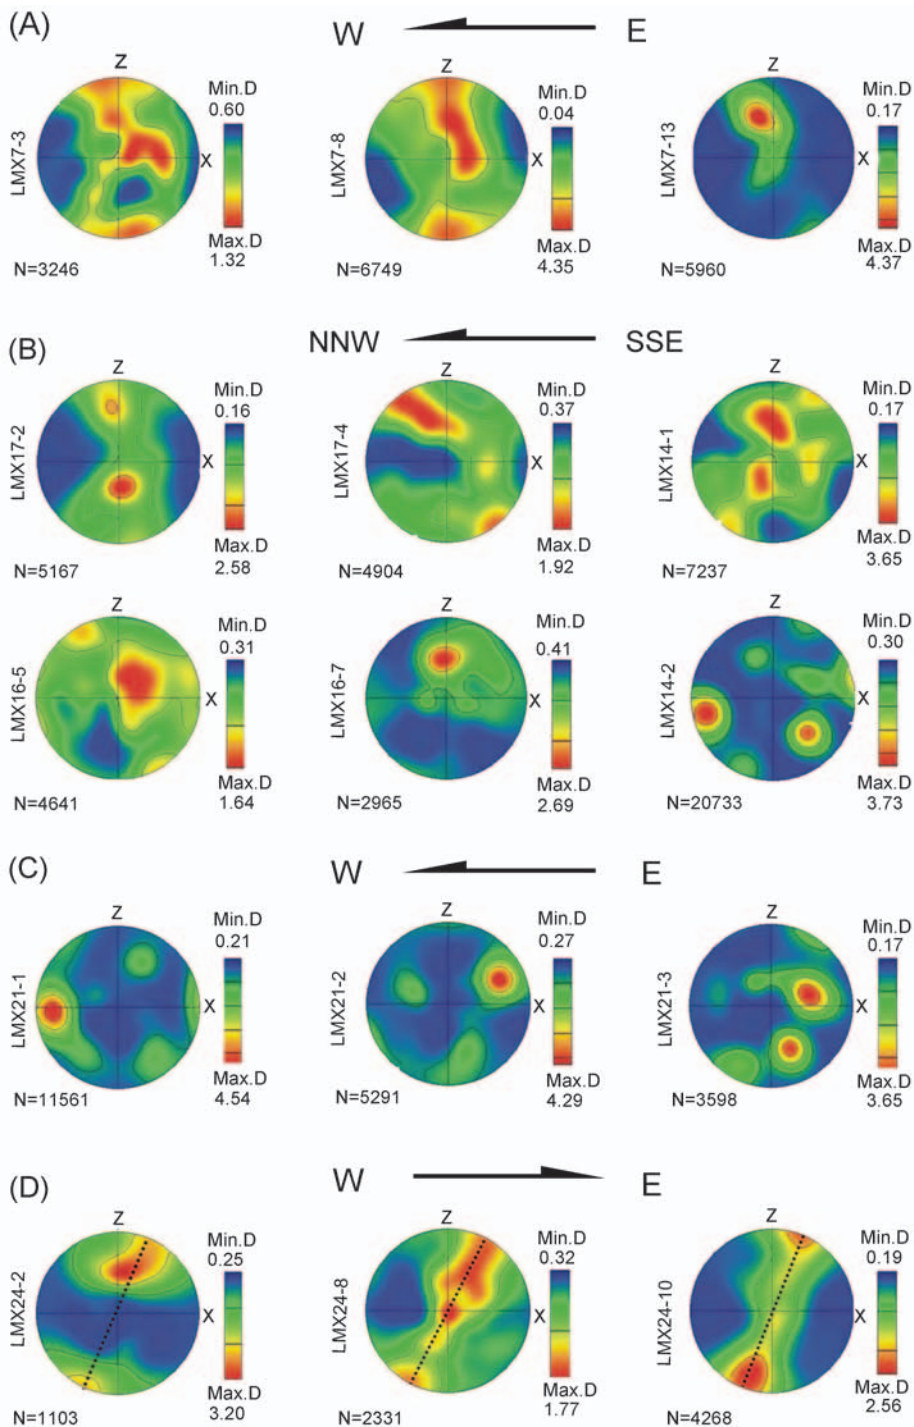 (A)
W E
Z
LMX7-3
X
Min.D
0.60
Max.D
1.32
N=3246
LMX7-8
X
Min.D
0.04
Max.D
4.35
N=6749
LMX7-13
Min.D
0.17
Max.D
4.37
N=5960
(B)
NNW SSE
Z
LMX17-2
X
Min.D
0.16
Max.D
2.58
N=5167
Z
LMX17-4
X
Min.D
0.37
Max.D
1.92
N=4904
Z
LMX14-1
Min.D
0.17
Max.D
3.65
N=7237
Z
LMX16-5
X
Min.D
0.31
Max.D
1.64
N=4641
Z
LMX16-7
X
Min.D
0.41
Max.D
2.69
N=2965
Z
LMX14-2
Min.D
0.30
Max.D
3.73
N=20733
(C)
W E
Z
LMX21-1
X
Min.D
0.21
Max.D
4.54
N=11561
Z
LMX21-2
X
Min.D
0.27
Max.D
4.29
N=5291
Z
LMX21-3
Min.D
0.17
Max.D
3.65
N=3598
(D)
W E
Z
LMX24-2
X
Min.D
0.25
Max.D
3.20
N=1103
Z
LMX24-8
X
Min.D
0.32
Max.D
1.77
N=2331
Z
LMX24-10
Min.D
0.19
Max.D
2.56
N=4268